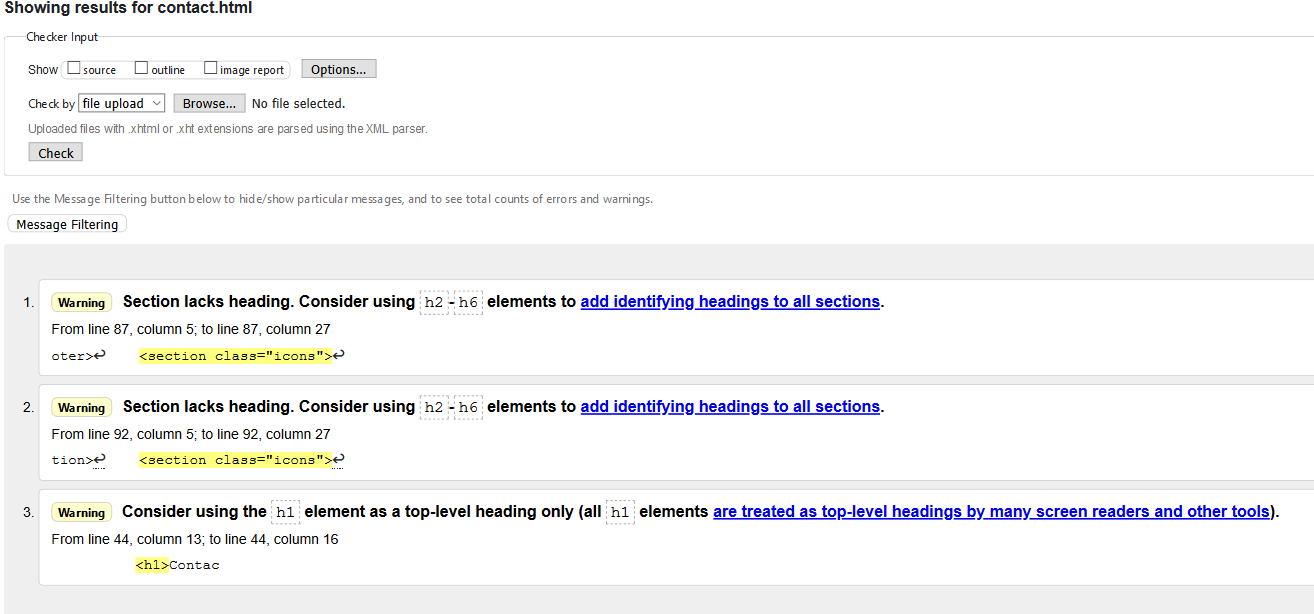 Showing results for contact.html
Checker Input
Show source outline image report Options...
Check by file upload Browse... No file selected.
Uploaded files with .xhtml or .xht extensions are parsed using the XML parser.
Check
Use the Message Filtering button below to hide/show particular messages, and to see total counts of errors and warnings.
Message Filtering
1. Warning Section lacks heading. Consider using h2-h6 elements to add identifying headings to all sections.
From line 87, column 5; to line 87, column 27
oter>↩ <section class="icons">↩
2. Warning Section lacks heading. Consider using h2-h6 elements to add identifying headings to all sections.
From line 92, column 5; to line 92, column 27
tion>↩ <section class="icons">↩
3. Warning Consider using the h1 element as a top-level heading only (all h1 elements are treated as top-level headings by many screen readers and other tools).
From line 44, column 13; to line 44, column 16
<h1>Contac